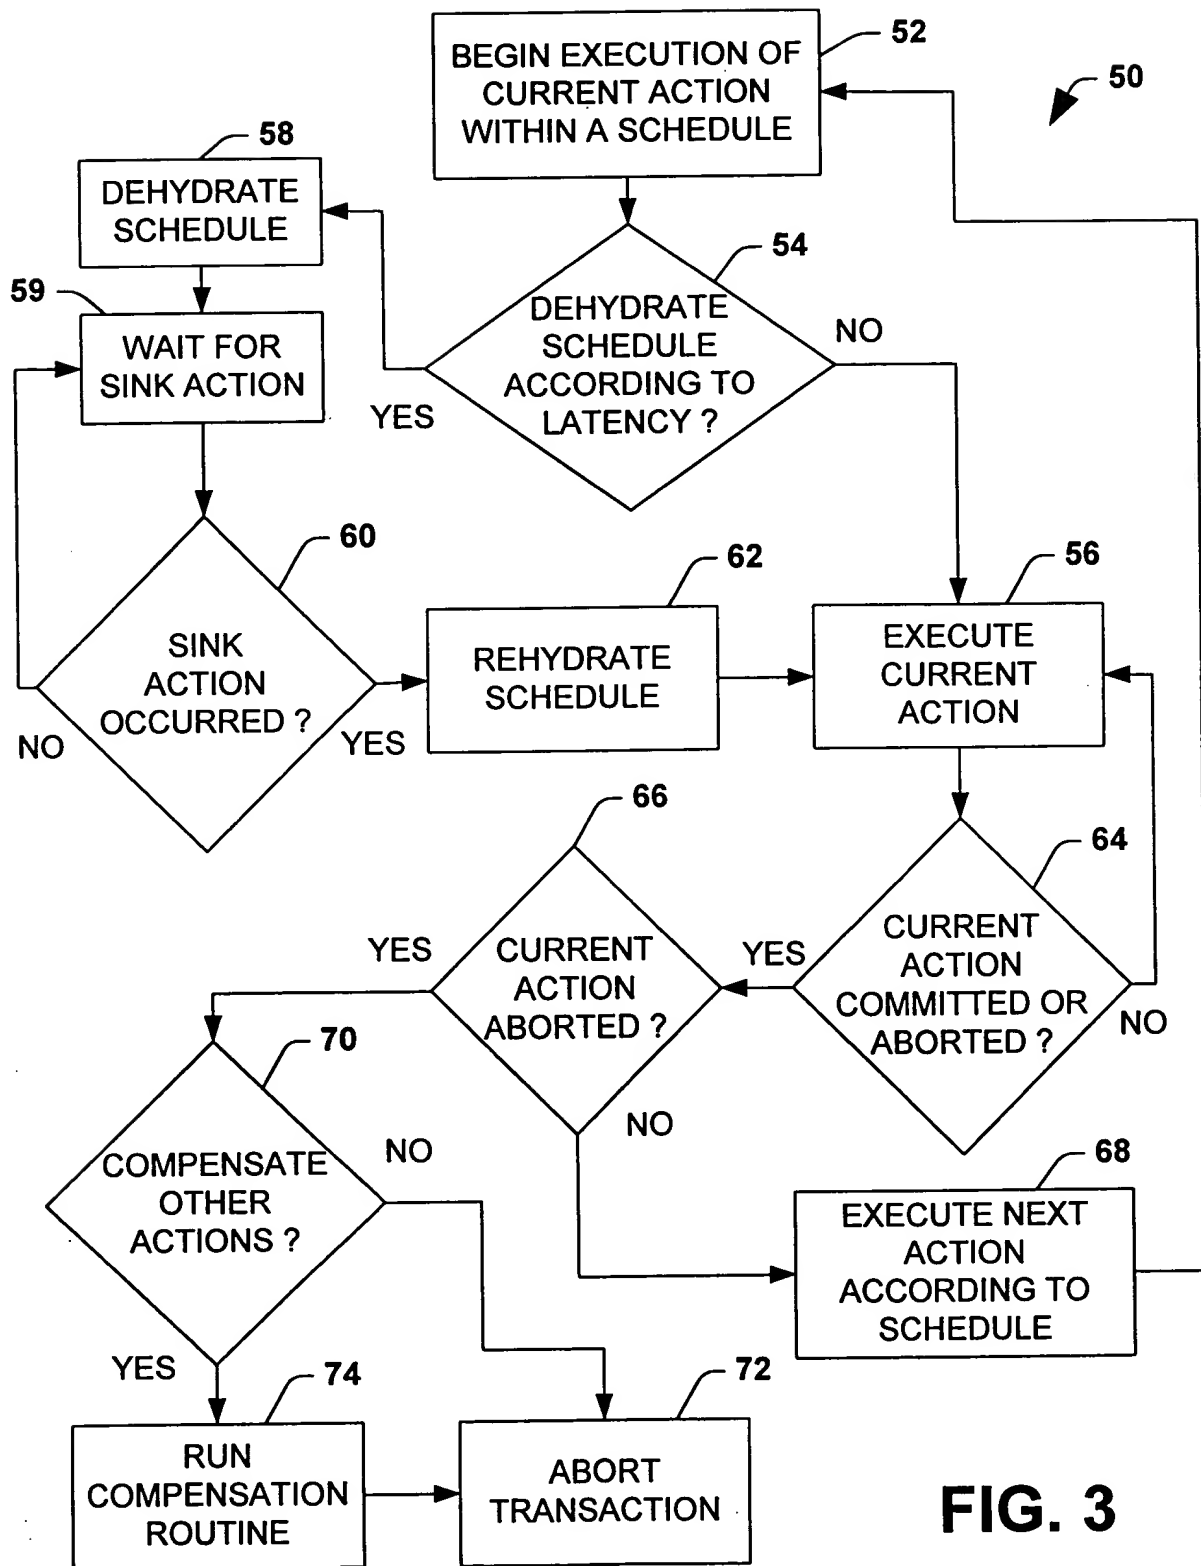 52
BEGIN EXECUTION OF
CURRENT ACTION
WITHIN A SCHEDULE
50
58
DEHYDRATE
SCHEDULE
54
DEHYDRATE
SCHEDULE
ACCORDING TO
LATENCY ?
NO
YES
59
WAIT FOR
SINK ACTION
60
SINK
ACTION
OCCURRED ?
NO
YES
62
REHYDRATE
SCHEDULE
56
EXECUTE
CURRENT
ACTION
64
CURRENT
ACTION
COMMITTED OR
ABORTED ?
YES
NO
66
CURRENT
ACTION
ABORTED ?
YES
NO
70
COMPENSATE
OTHER
ACTIONS ?
NO
YES
68
EXECUTE NEXT
ACTION
ACCORDING TO
SCHEDULE
74
RUN
COMPENSATION
ROUTINE
72
ABORT
TRANSACTION
FIG. 3